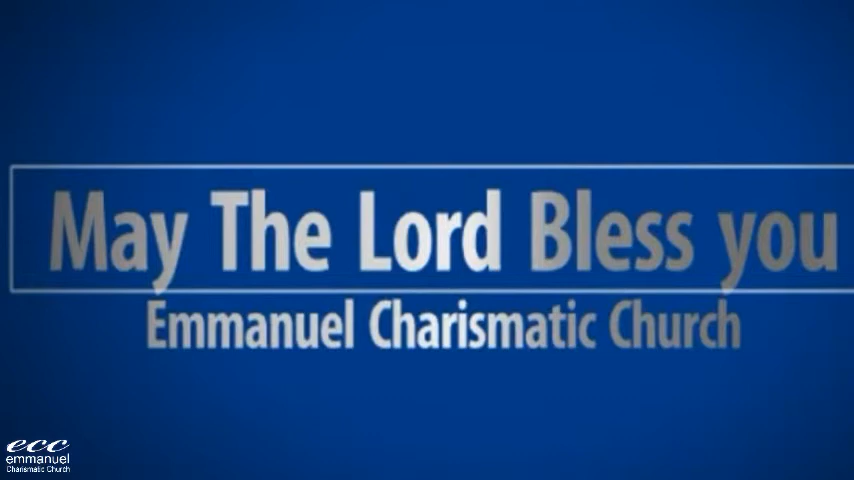 May The Lord Bless you
Emmanuel Charismatic Church
ecc
emmanuel
Charismatic Church